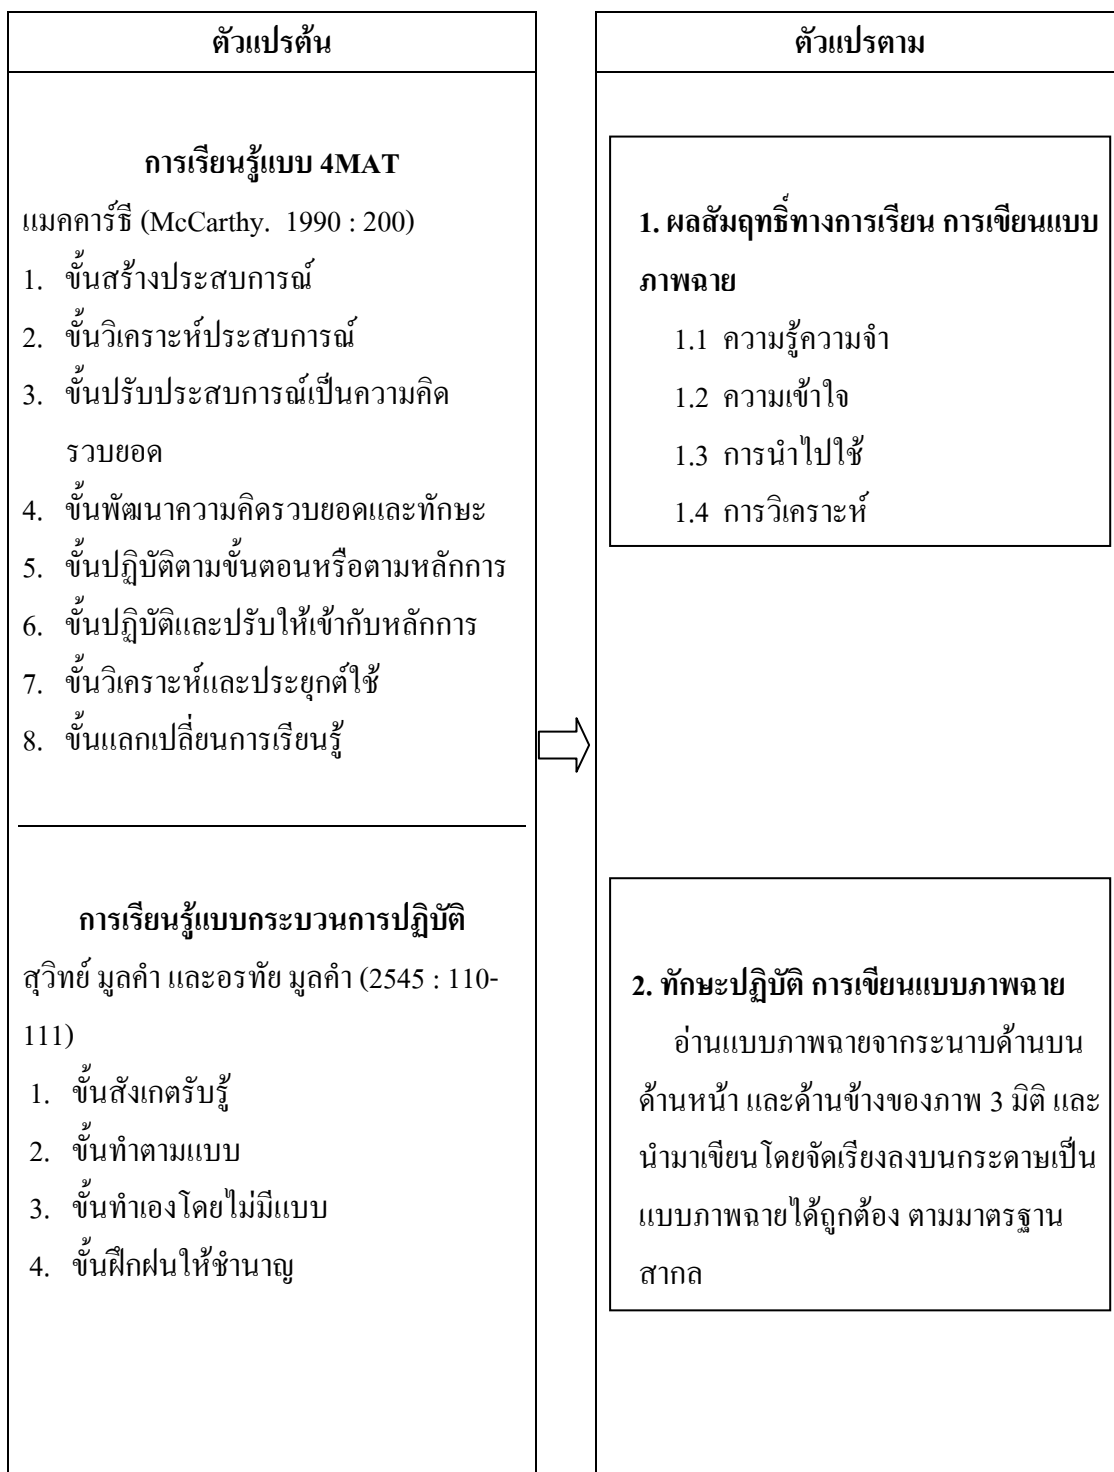 ตัวแปรต้น
การเรียนรู้แบบ 4MAT
แมคคาร์ธี (McCarthy. 1990 : 200)
1. ขั้นสร้างประสบการณ์
2. ขั้นวิเคราะห์ประสบการณ์
3. ขั้นปรับประสบการณ์เป็นความคิด
รวบยอด
4. ขั้นพัฒนาความคิดรวบยอดและทักษะ
5. ขั้นปฏิบัติตามขั้นตอนหรือตามหลักการ
6. ขั้นปฏิบัติและปรับให้เข้ากับหลักการ
7. ขั้นวิเคราะห์และประยุกต์ใช้
8. ขั้นแลกเปลี่ยนการเรียนรู้
การเรียนรู้แบบกระบวนการปฏิบัติ
สุวิทย์ มูลคำ และอรทัย มูลคำ (2545 : 110-
111)
1. ขั้นสังเกตรับรู้
2. ขั้นทำตามแบบ
3. ขั้นทำเองโดยไม่มีแบบ
4. ขั้นฝึกฝนให้ชำนาญ
ตัวแปรตาม
1. ผลสัมฤทธิ์ทางการเรียน การเขียนแบบ
ภาพฉาย
1.1 ความรู้ความจำ
1.2 ความเข้าใจ
1.3 การนำไปใช้
1.4 การวิเคราะห์
2. ทักษะปฏิบัติ การเขียนแบบภาพฉาย
อ่านแบบภาพฉายจากระนาบด้านบน
ด้านหน้า และด้านข้างของภาพ 3 มิติ และ
นำมาเขียนโดยจัดเรียงลงบนกระดาษเป็น
แบบภาพฉายได้ถูกต้อง ตามมาตรฐาน
สากล